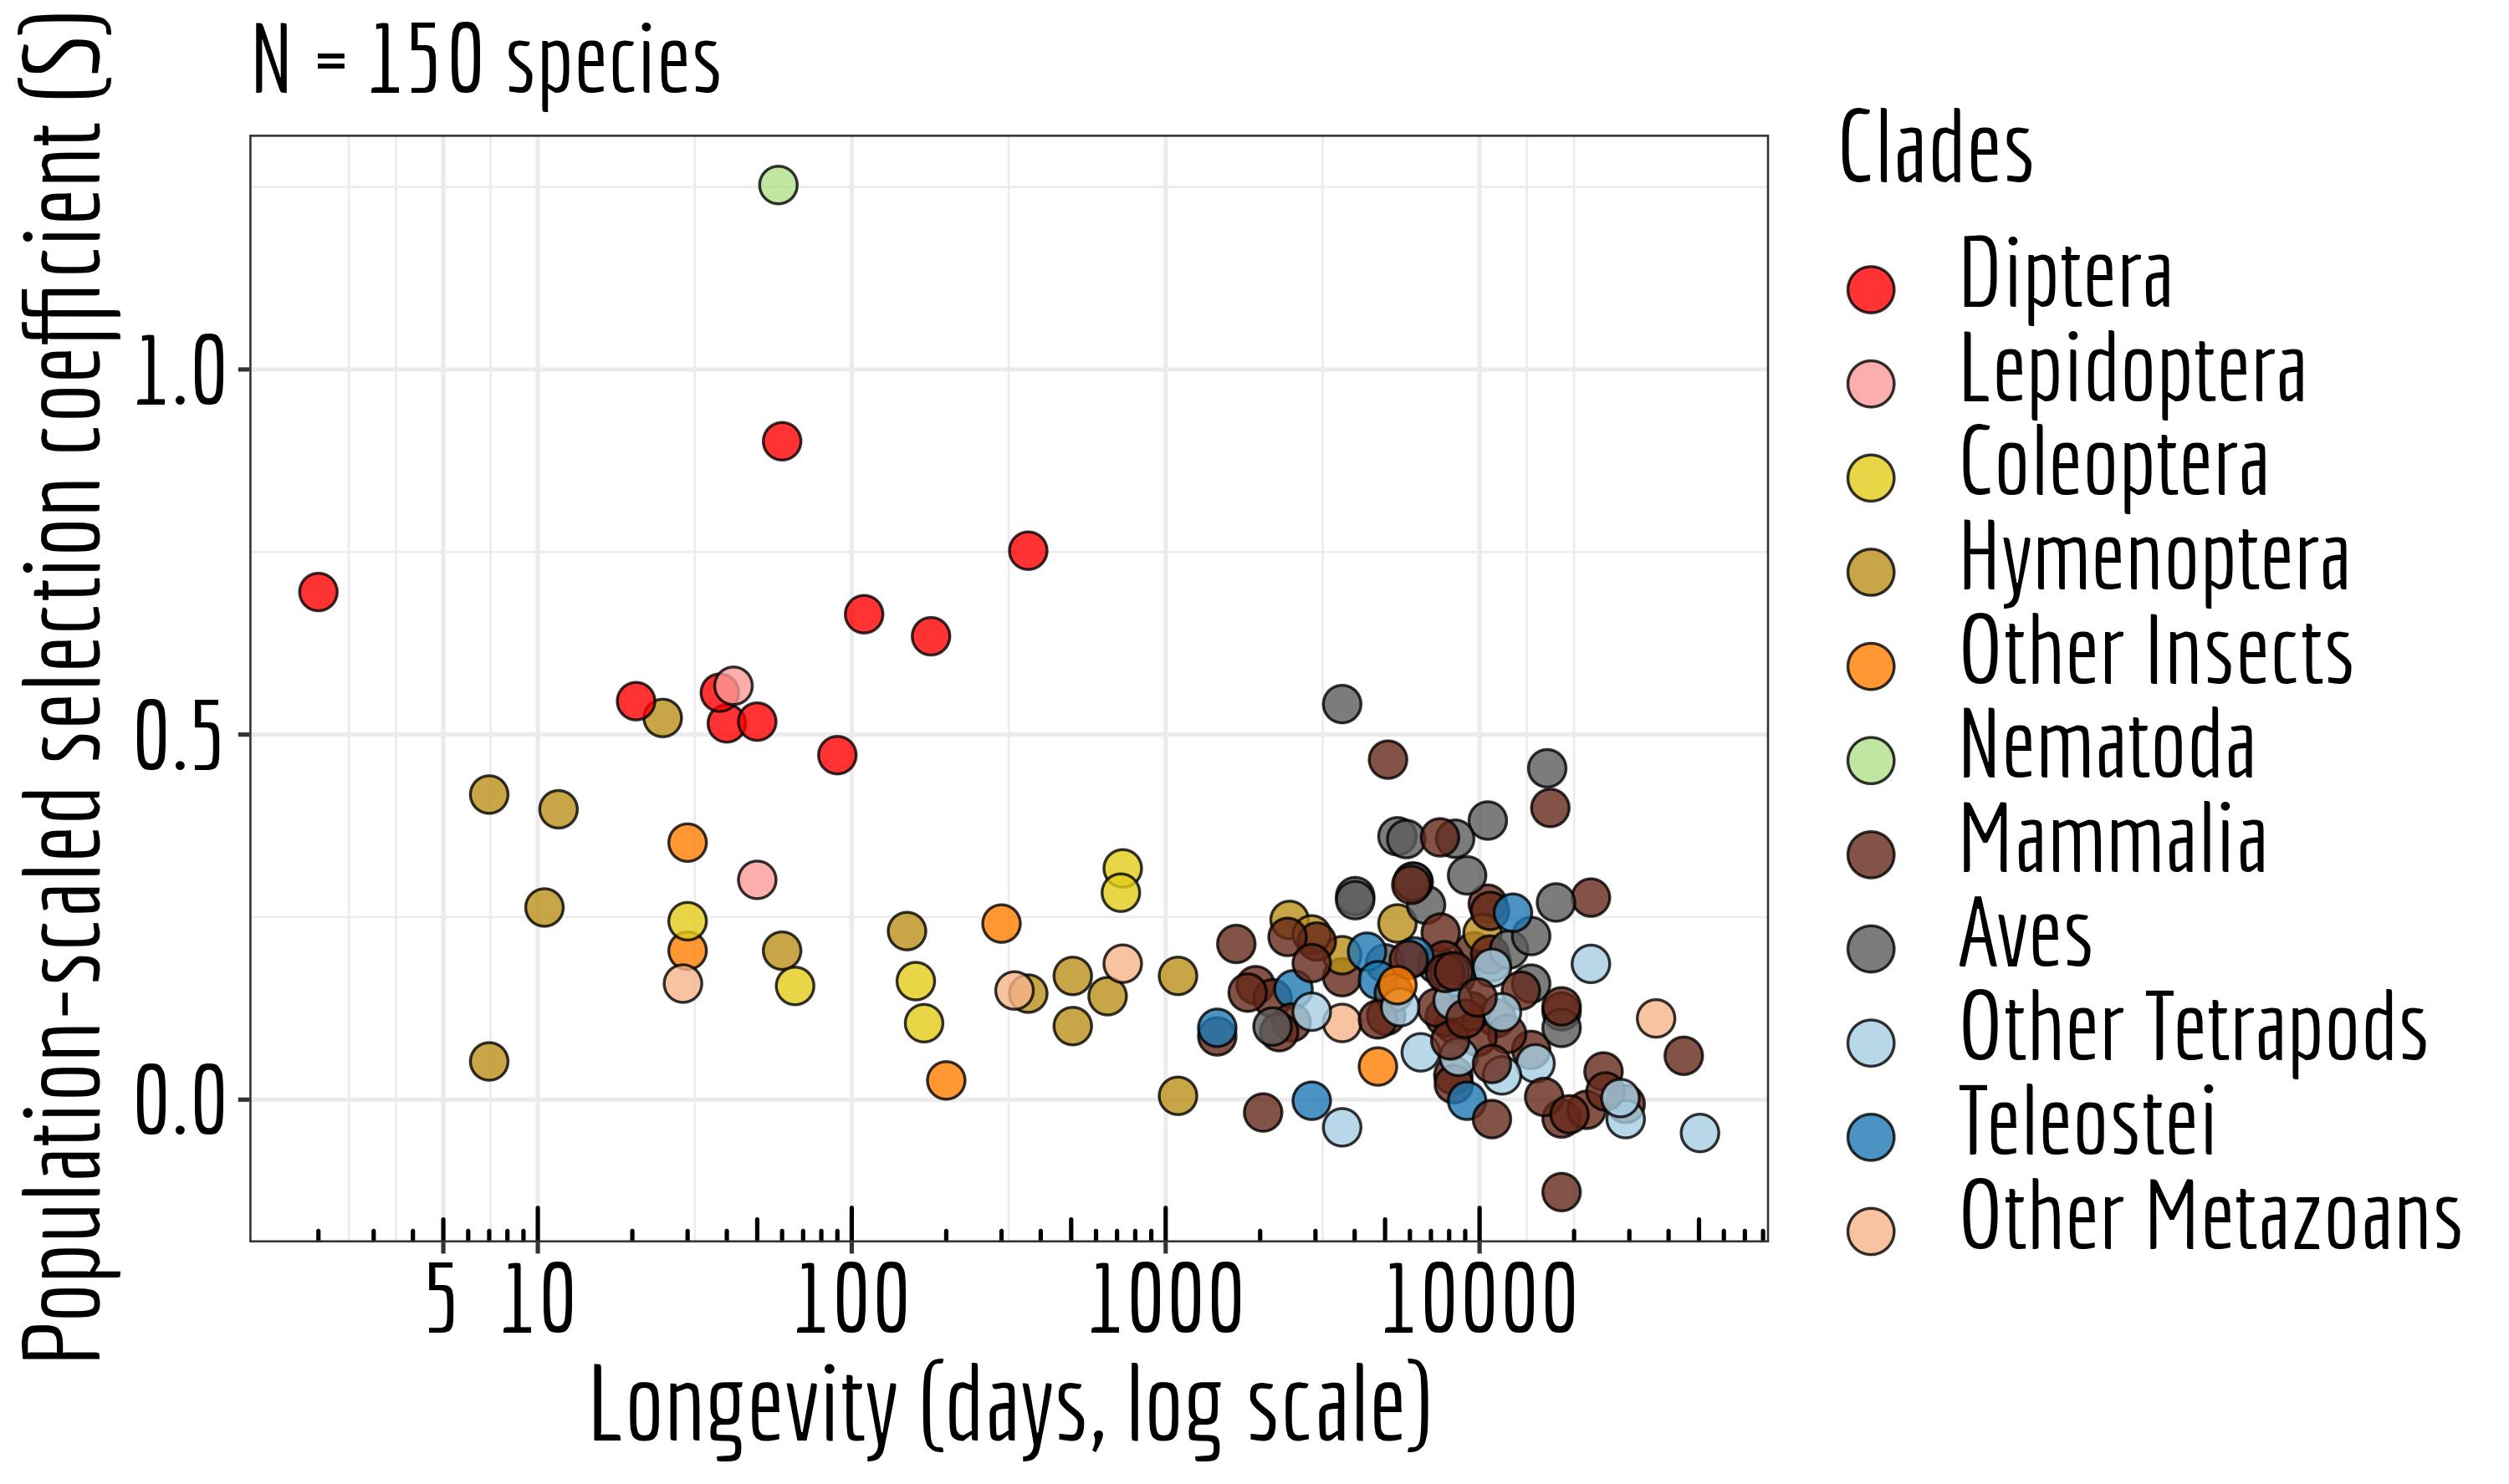 N = 150 species
Population-scaled selection coefficient (S)
1.0
0.5
0.0
5 10 100 1000 10000
Longevity (days, log scale)
Clades
Diptera
Lepidoptera
Coleoptera
Hymenoptera
Other Insects
Nematoda
Mammalia
Aves
Other Tetrapods
Teleostei
Other Metazoans